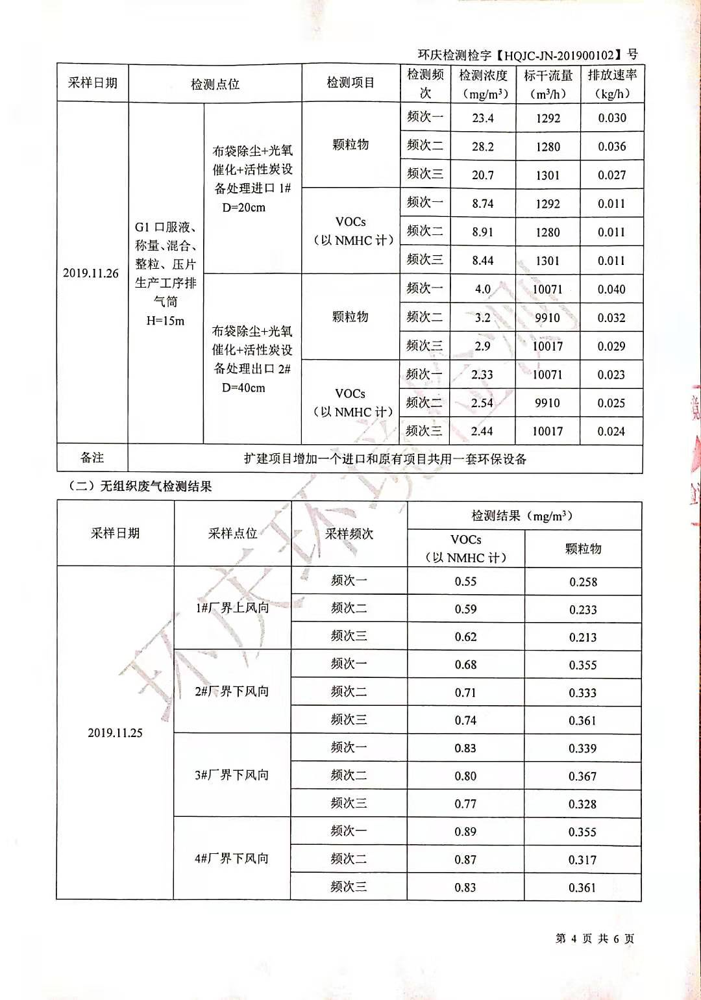 环庆检测检字【HQJC-JN-201900102】号
采样日期 检测点位 检测项目 检测频次 检测浓度（mg/m³） 标干流量（m³/h） 排放速率（kg/h）
2019.11.26
G1 口服液、
称量、混合、
整粒、压片
生产工序排
气筒
H=15m
布袋除尘+光氧
催化+活性炭设
备处理进口 1#
D=20cm
颗粒物
频次一 23.4 1292 0.030
频次二 28.2 1280 0.036
频次三 20.7 1301 0.027
VOCs
（以 NMHC 计）
频次一 8.74 1292 0.011
频次二 8.91 1280 0.011
频次三 8.44 1301 0.011
布袋除尘+光氧
催化+活性炭设
备处理出口 2#
D=40cm
颗粒物
频次一 4.0 10071 0.040
频次二 3.2 9910 0.032
频次三 2.9 10017 0.029
VOCs
（以 NMHC 计）
频次一 2.33 10071 0.023
频次二 2.54 9910 0.025
频次三 2.44 10017 0.024
备注 扩建项目增加一个进口和原有项目共用一套环保设备
（二）无组织废气检测结果
采样日期 采样点位 采样频次 检测结果（mg/m³）
VOCs
（以 NMHC 计）
颗粒物
2019.11.25
1#厂界上风向
频次一 0.55 0.258
频次二 0.59 0.233
频次三 0.62 0.213
2#厂界下风向
频次一 0.68 0.355
频次二 0.71 0.333
频次三 0.74 0.361
3#厂界下风向
频次一 0.83 0.339
频次二 0.80 0.367
频次三 0.77 0.328
4#厂界下风向
频次一 0.89 0.355
频次二 0.87 0.317
频次三 0.83 0.361
环庆环境检测
第 4 页 共 6 页